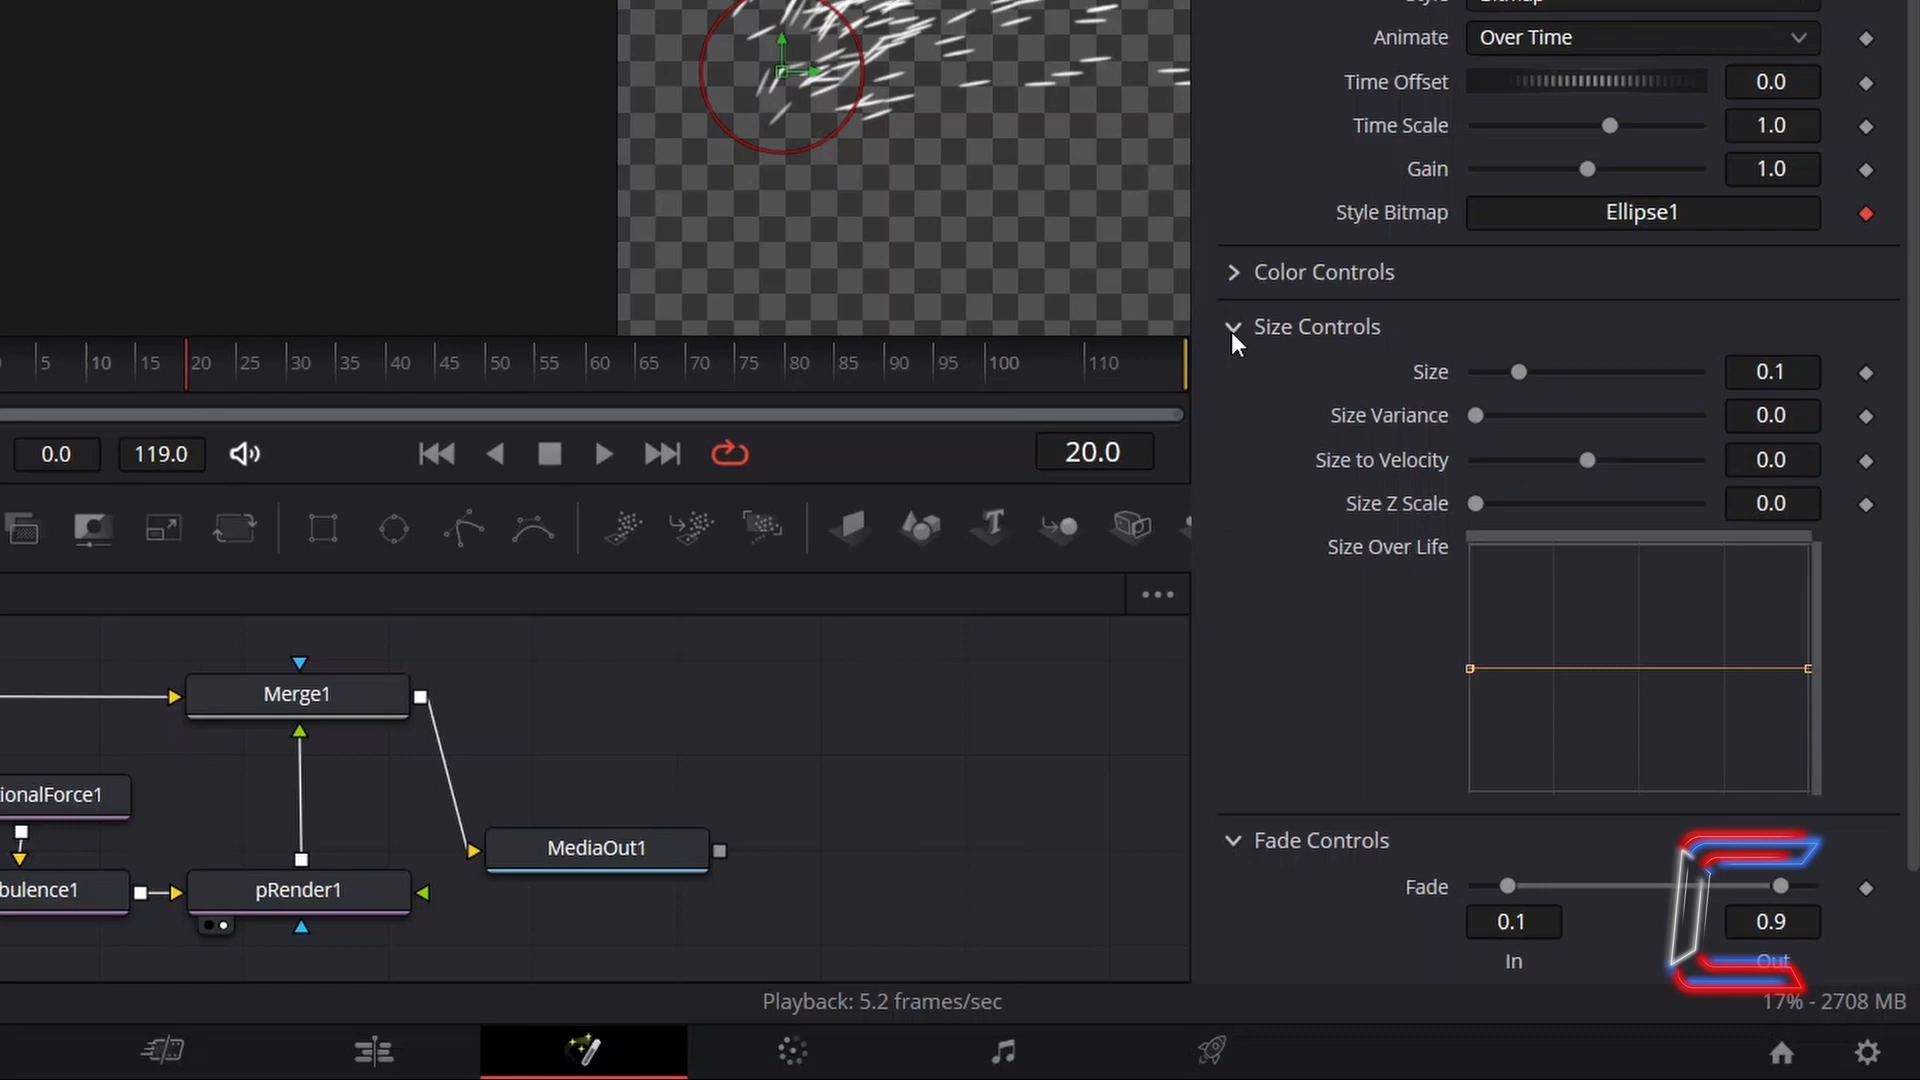 Animate Over Time
Time Offset 0.0
Time Scale 1.0
Gain 1.0
Style Bitmap Ellipse1
Color Controls
Size Controls
Size 0.1
Size Variance 0.0
Size to Velocity 0.0
Size Z Scale 0.0
Size Over Life
Fade Controls
Fade
0.1 0.9
In Out
5 10 15 20 25 30 35 40 45 50 55 60 65 70 75 80 85 90 95 100 110
0.0 119.0 20.0
Merge1
ionalForce1
MediaOut1
bulence1 pRender1
Playback: 5.2 frames/sec
17% - 2708 MB